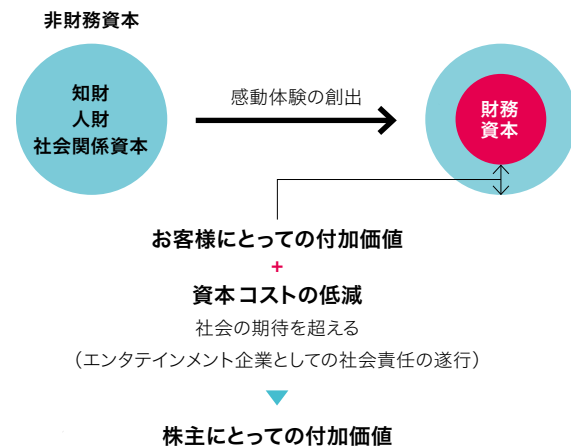 非財務資本
知財
人財
社会関係資本
感動体験の創出
財務
資本
お客様にとっての付加価値
+
資本コストの低減
社会の期待を超える
（エンタテインメント企業としての社会責任の遂行）
株主にとっての付加価値